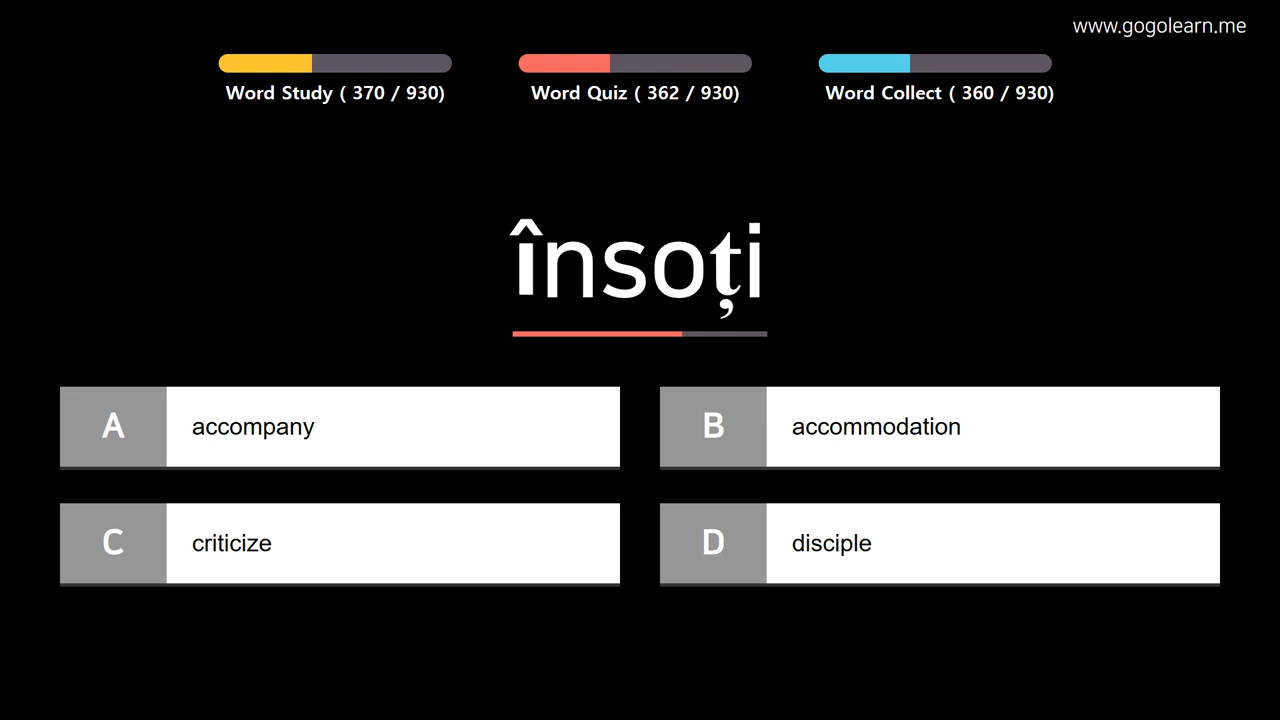 www.gogolearn.me
Word Study ( 370 / 930)
Word Quiz ( 362 / 930)
Word Collect ( 360 / 930)
însoți
A accompany
B accommodation
C criticize
D disciple